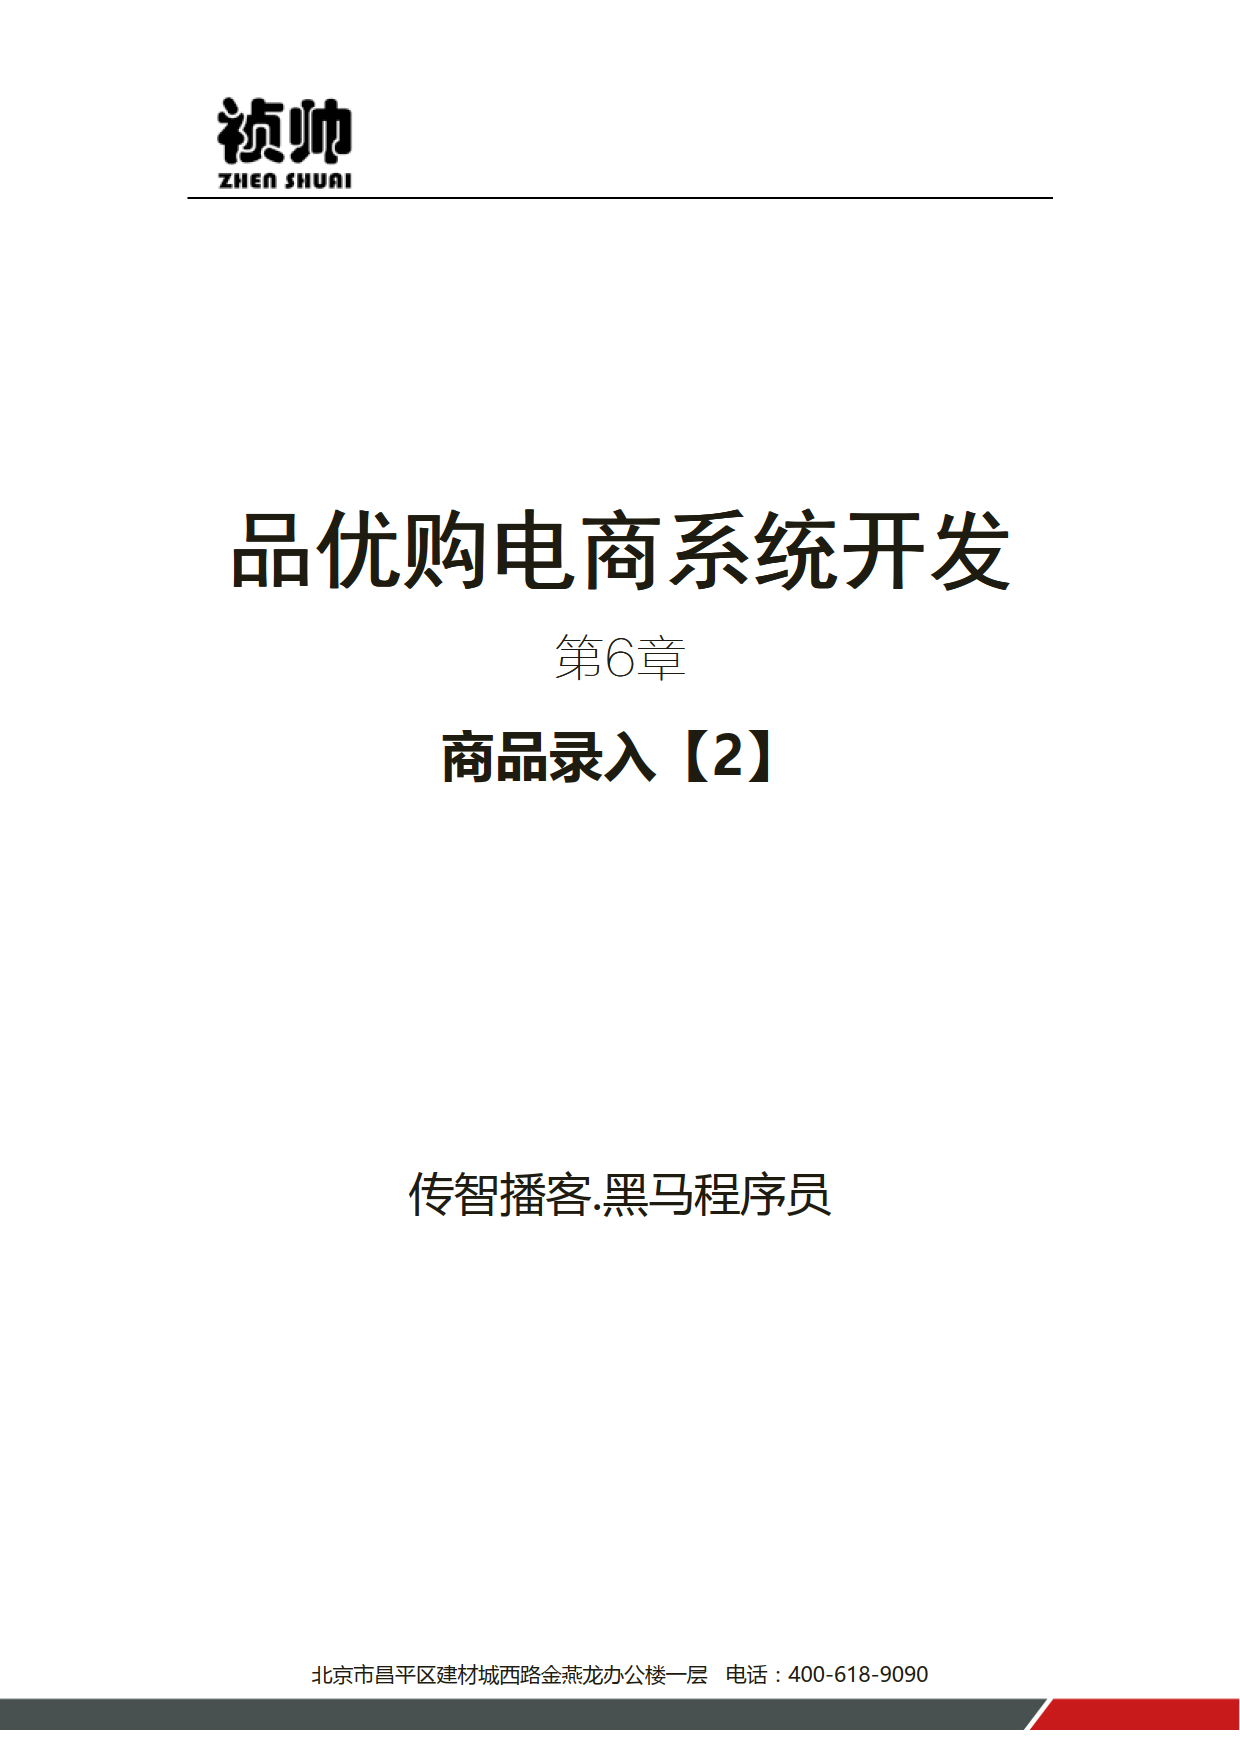 祯帅
ZHEN SHUAI
品优购电商系统开发
第6章
商品录入【2】
传智播客.黑马程序员
北京市昌平区建材城西路金燕龙办公楼一层 电话：400-618-9090